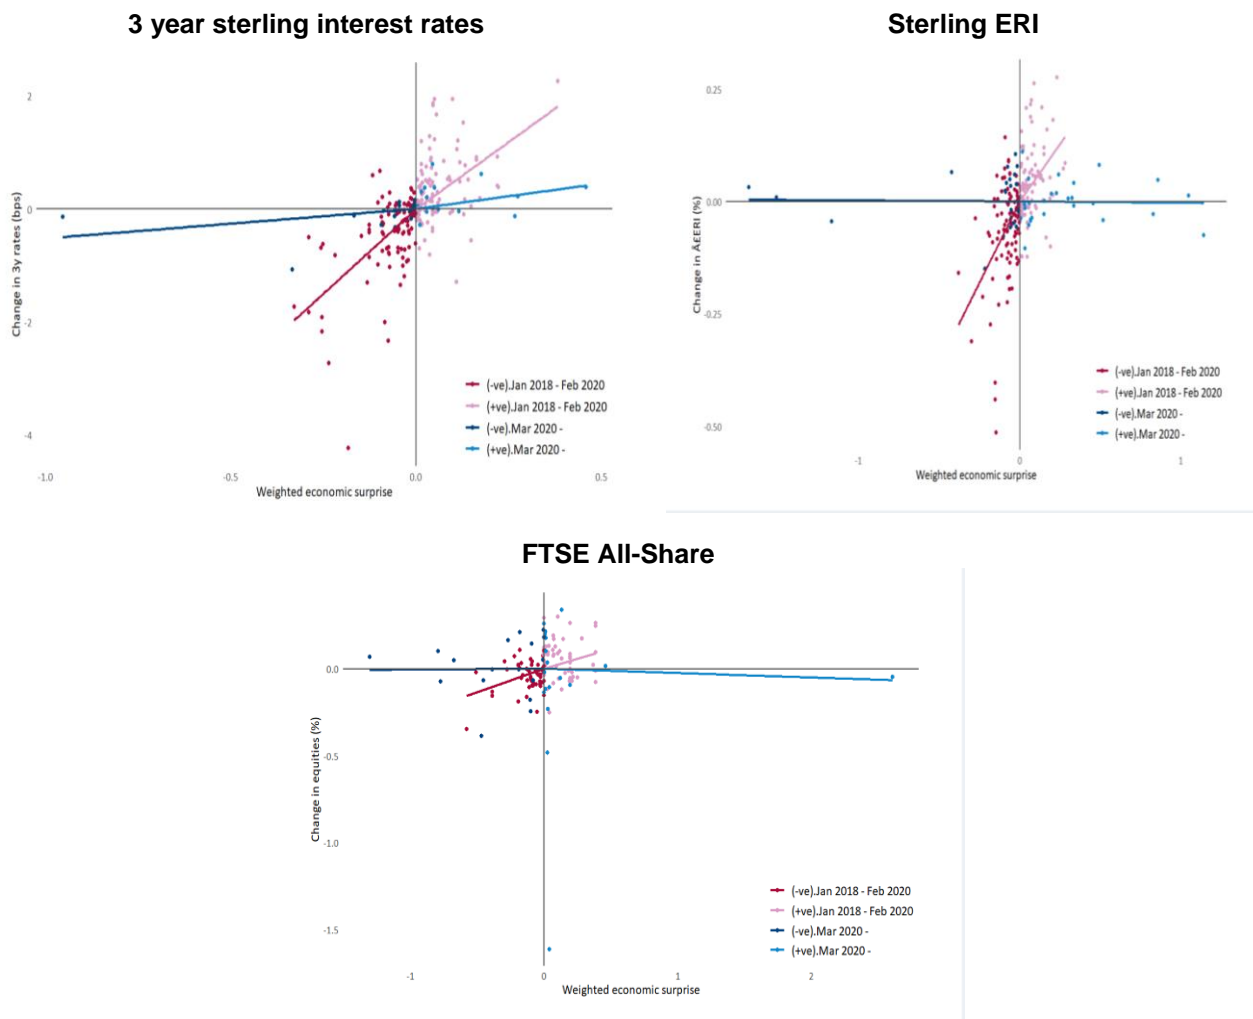 3 year sterling interest rates
Sterling ERI
2
0
-2
-4
Change in 3y rates (bps)
-1.0 -0.5 0.0 0.5
Weighted economic surprise
(-ve).Jan 2018 - Feb 2020
(+ve).Jan 2018 - Feb 2020
(-ve).Mar 2020 -
(+ve).Mar 2020 -
0.25
0.00
-0.25
-0.50
Change in Â£ERI (%)
-1 0 1
Weighted economic surprise
(-ve).Jan 2018 - Feb 2020
(+ve).Jan 2018 - Feb 2020
(-ve).Mar 2020 -
(+ve).Mar 2020 -
FTSE All-Share
0.0
-0.5
-1.0
-1.5
Change in equities (%)
-1 0 1 2
Weighted economic surprise
(-ve).Jan 2018 - Feb 2020
(+ve).Jan 2018 - Feb 2020
(-ve).Mar 2020 -
(+ve).Mar 2020 -